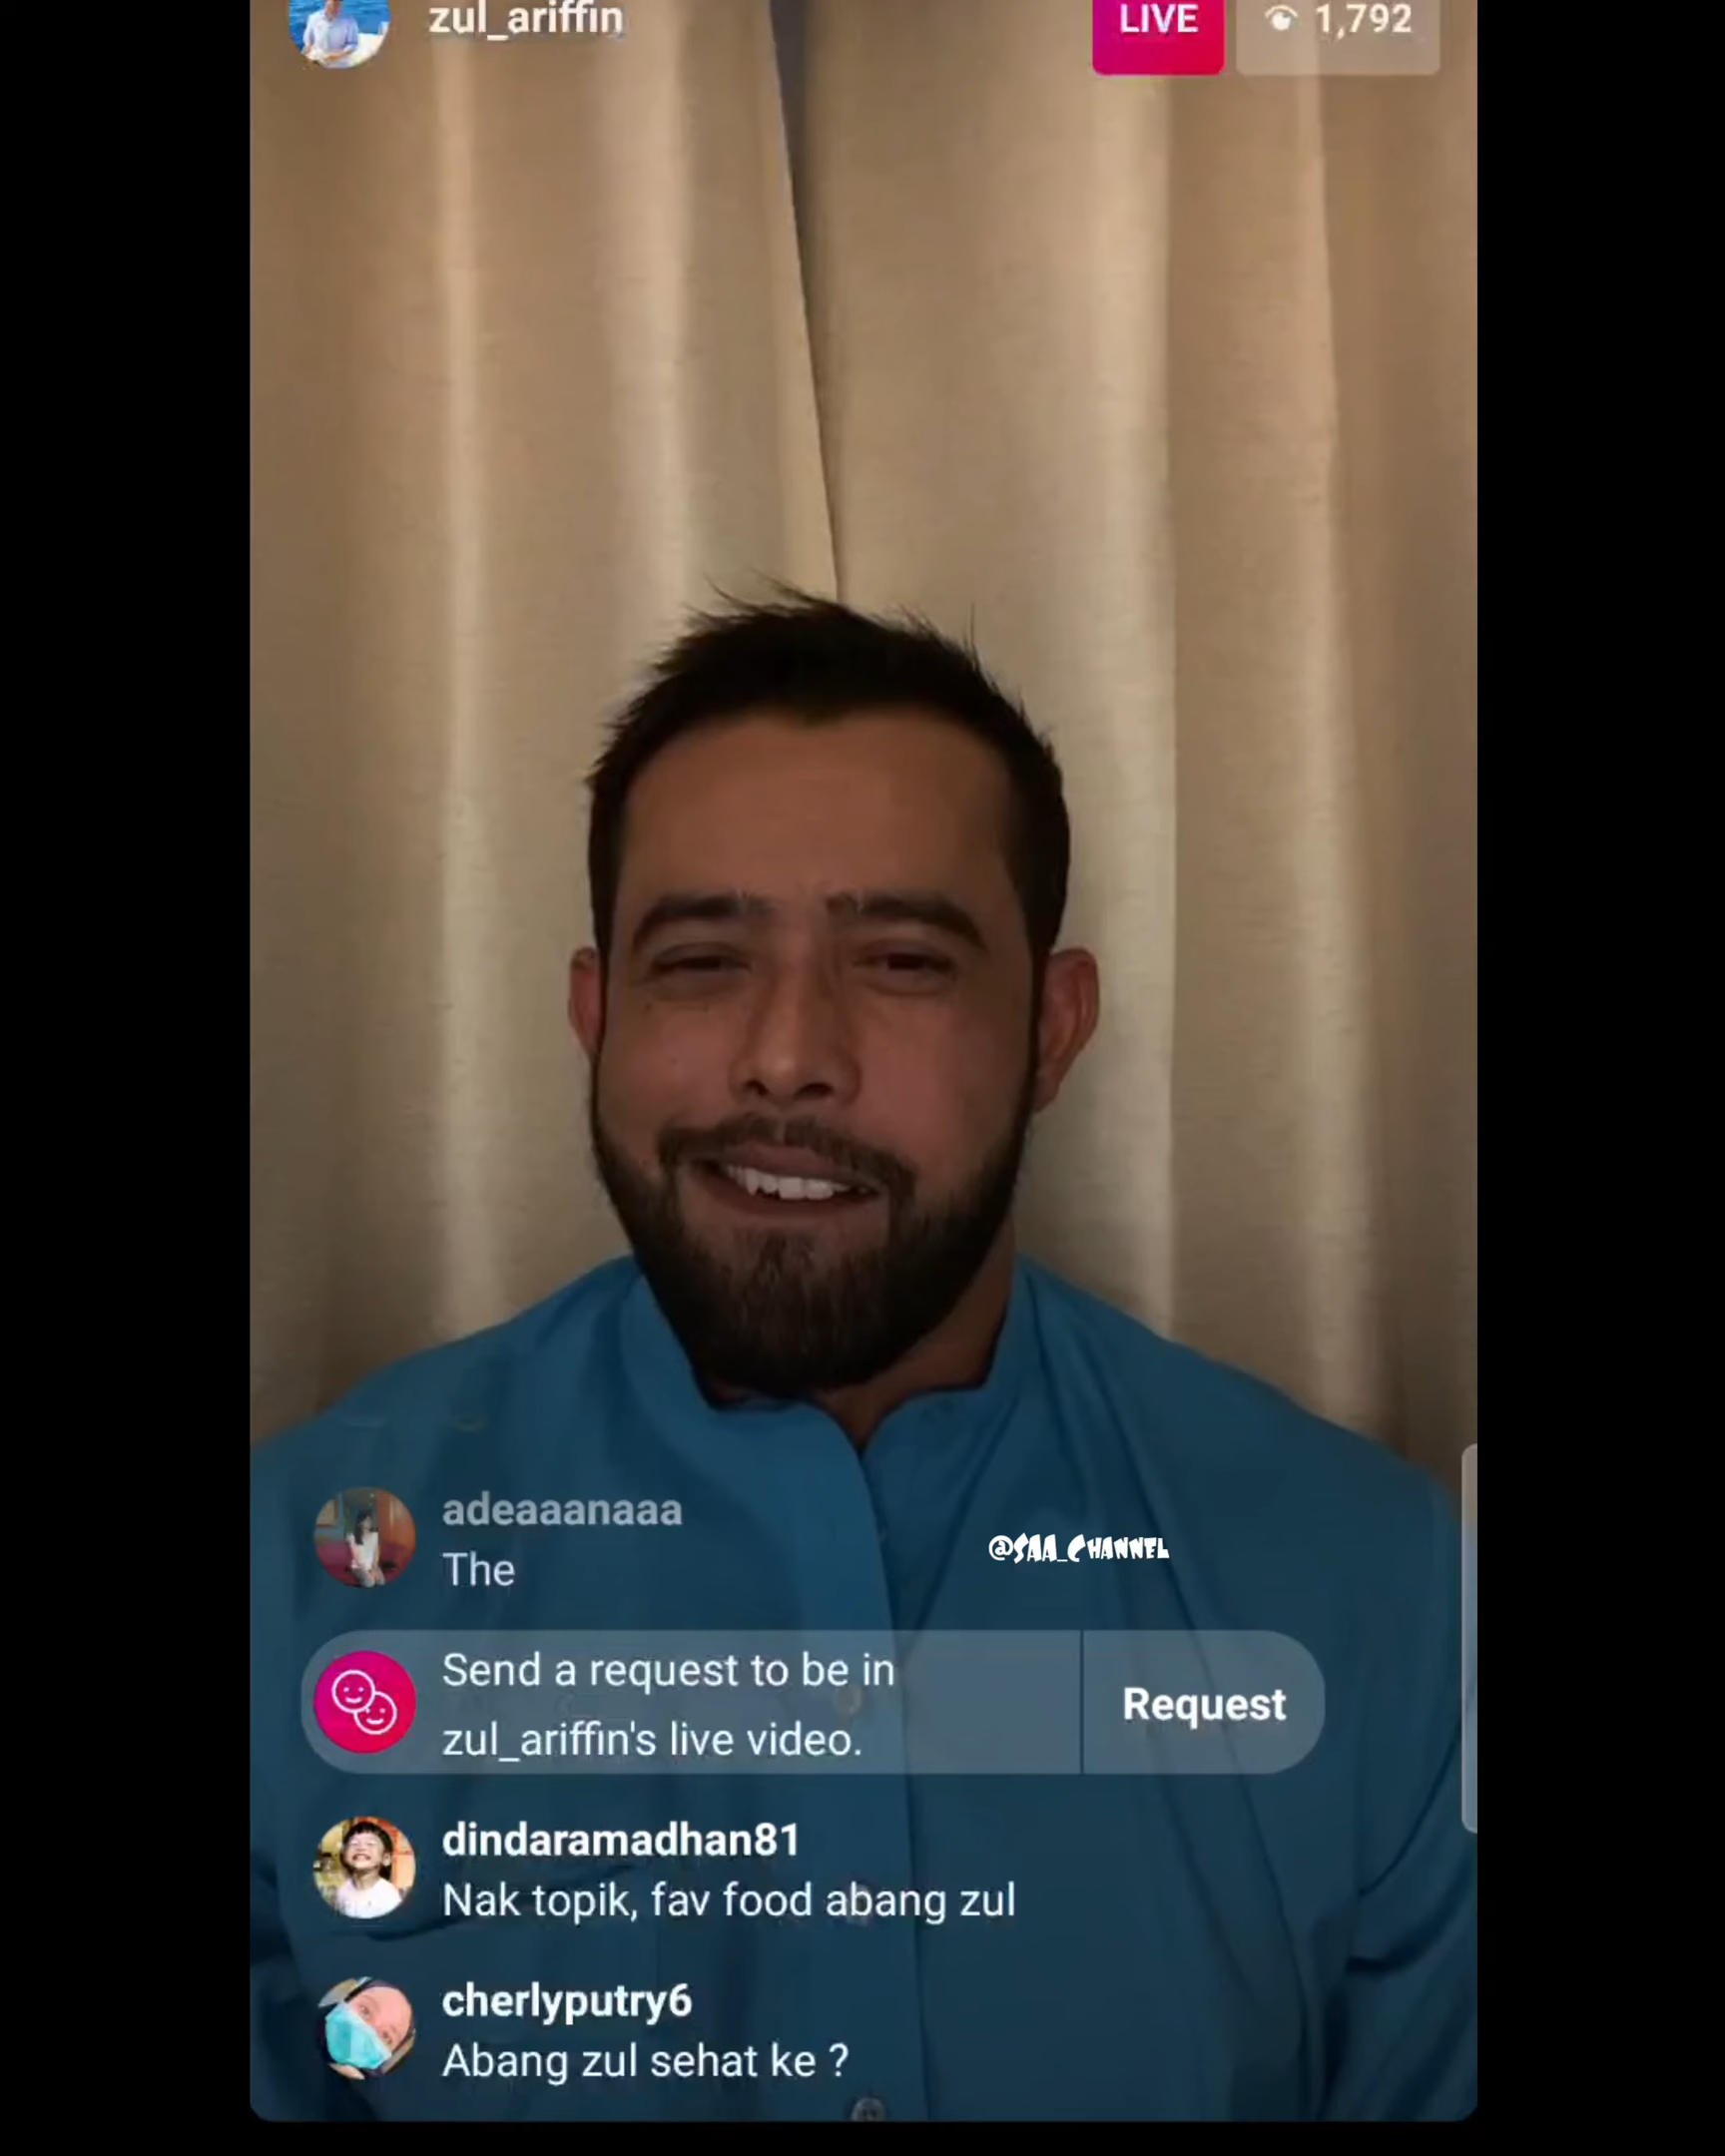 zul_ariffin
LIVE
1,792
adeaaanaaa
The
@SAA_CHANNEL
Send a request to be in
zul_ariffin's live video.
Request
dindaramadhan81
Nak topik, fav food abang zul
cherlyputry6
Abang zul sehat ke ?